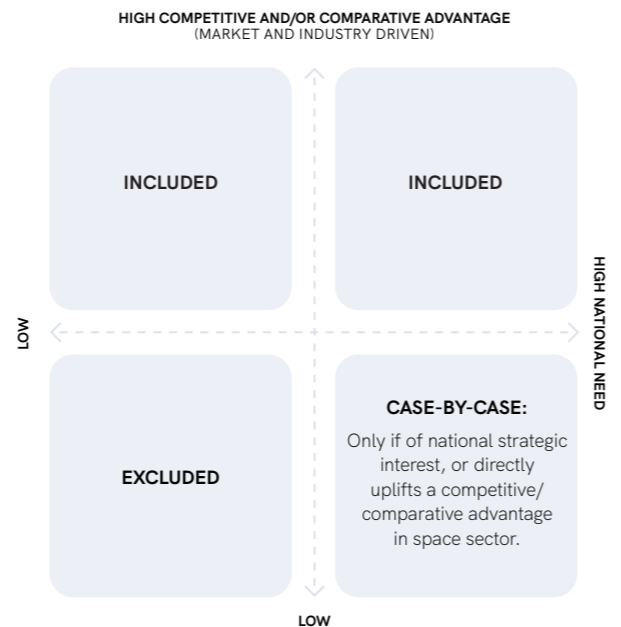 HIGH COMPETITIVE AND/OR COMPARATIVE ADVANTAGE
(MARKET AND INDUSTRY DRIVEN)
INCLUDED
INCLUDED
LOW
HIGH NATIONAL NEED
EXCLUDED
CASE-BY-CASE:
Only if of national strategic
interest, or directly
uplifts a competitive/
comparative advantage
in space sector.
LOW